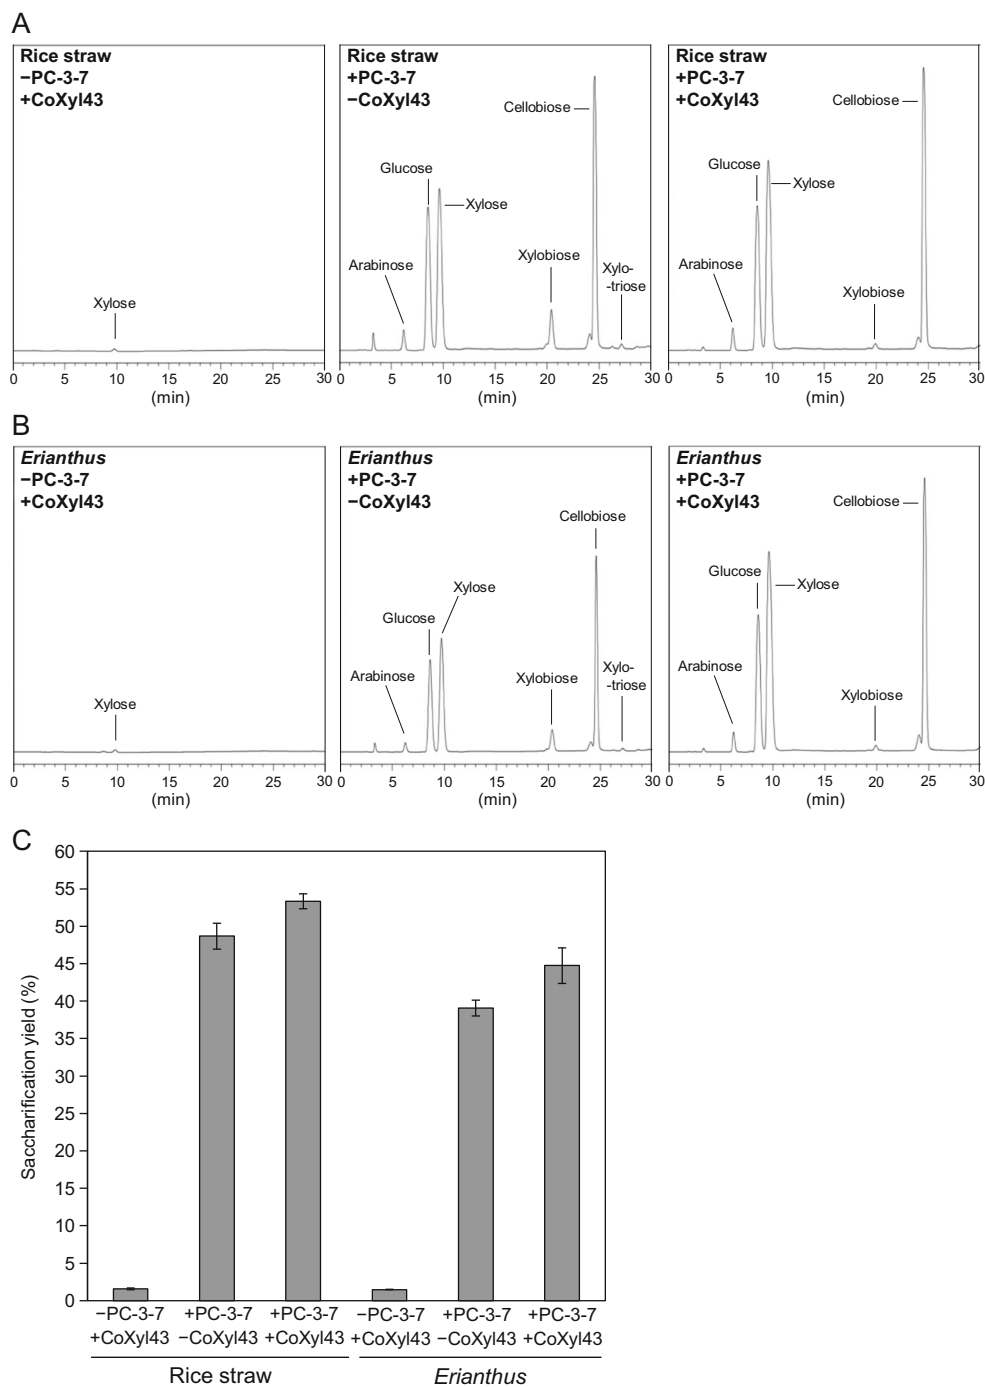 A
Rice straw
−PC-3-7
+CoXyl43
Xylose
0 5 10 15 20 25 30
(min)
Rice straw
+PC-3-7
−CoXyl43
Cellobiose
Glucose
Xylose
Arabinose
Xylobiose
Xylo-
-triose
0 5 10 15 20 25 30
(min)
Rice straw
+PC-3-7
+CoXyl43
Cellobiose
Glucose
Xylose
Arabinose
Xylobiose
0 5 10 15 20 25 30
(min)
B
Erianthus
−PC-3-7
+CoXyl43
Xylose
0 5 10 15 20 25 30
(min)
Erianthus
+PC-3-7
−CoXyl43
Cellobiose
Xylose
Glucose
Arabinose
Xylobiose
Xylo-
-triose
0 5 10 15 20 25 30
(min)
Erianthus
+PC-3-7
+CoXyl43
Cellobiose
Glucose
Xylose
Arabinose
Xylobiose
0 5 10 15 20 25 30
(min)
C
Saccharification yield (%)
60
55
50
45
40
35
30
25
20
15
10
5
0
−PC-3-7 +PC-3-7 +PC-3-7 −PC-3-7 +PC-3-7 +PC-3-7
+CoXyl43 −CoXyl43 +CoXyl43 +CoXyl43 −CoXyl43 +CoXyl43
Rice straw Erianthus